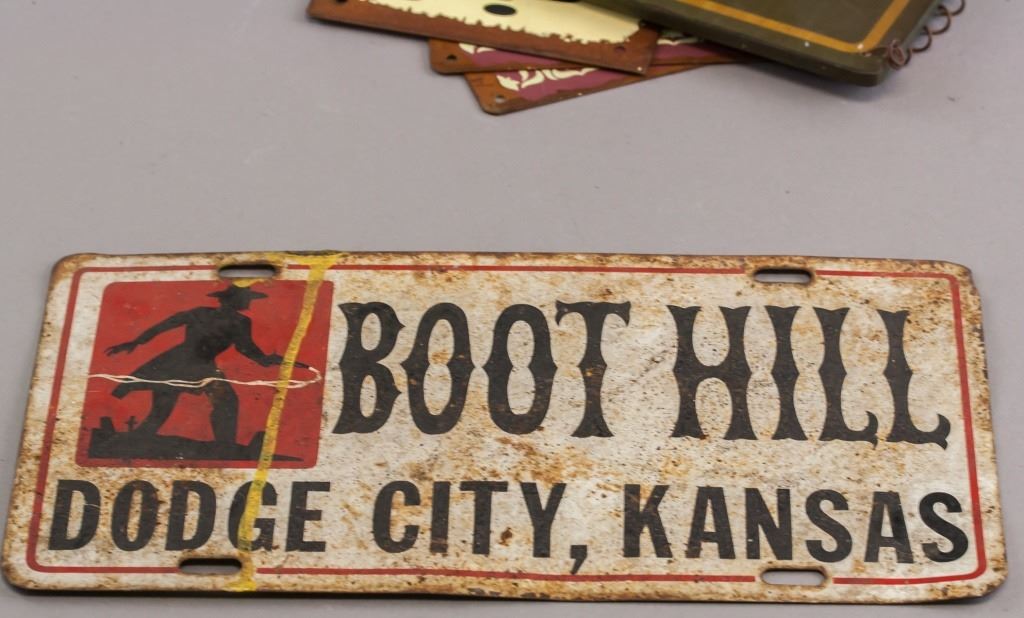 BOOT HILL
DODGE CITY, KANSAS